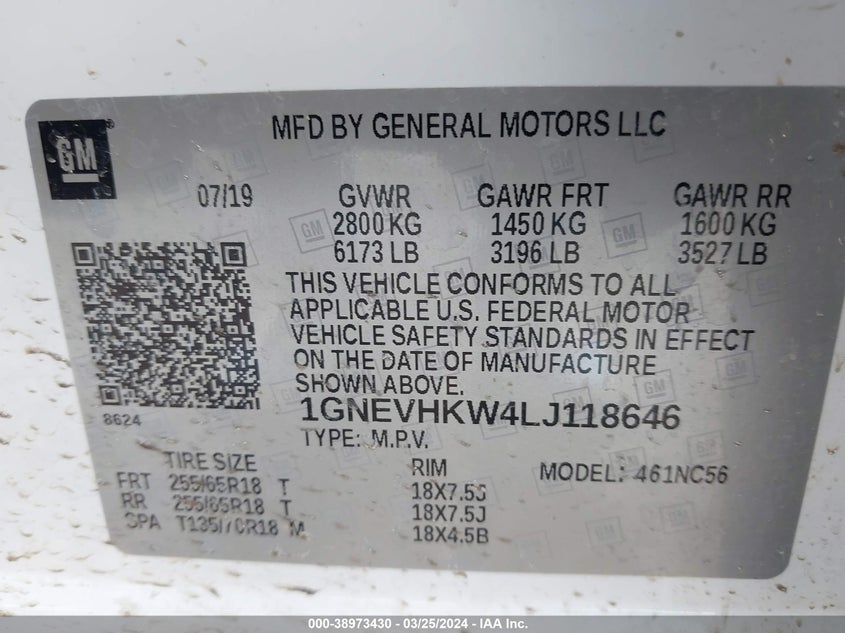 MFD BY GENERAL MOTORS LLC
GM
07/19 GVWR GAWR FRT GAWR RR
2800 KG 1450 KG 1600 KG
6173 LB 3196 LB 3527 LB
THIS VEHICLE CONFORMS TO ALL
APPLICABLE U.S. FEDERAL MOTOR
VEHICLE SAFETY STANDARDS IN EFFECT
ON THE DATE OF MANUFACTURE
SHOWN ABOVE.
8624
1GNEVHKW4LJ118646
TYPE: M.P.V.
TIRE SIZE RIM MODEL: 461NC56
FRT 255/65R18 T 18X7.5J
RR 255/65R18 T 18X7.5J
SPA T135/70R18 M 18X4.5B
000-38973430 - 03/25/2024 - IAA Inc.